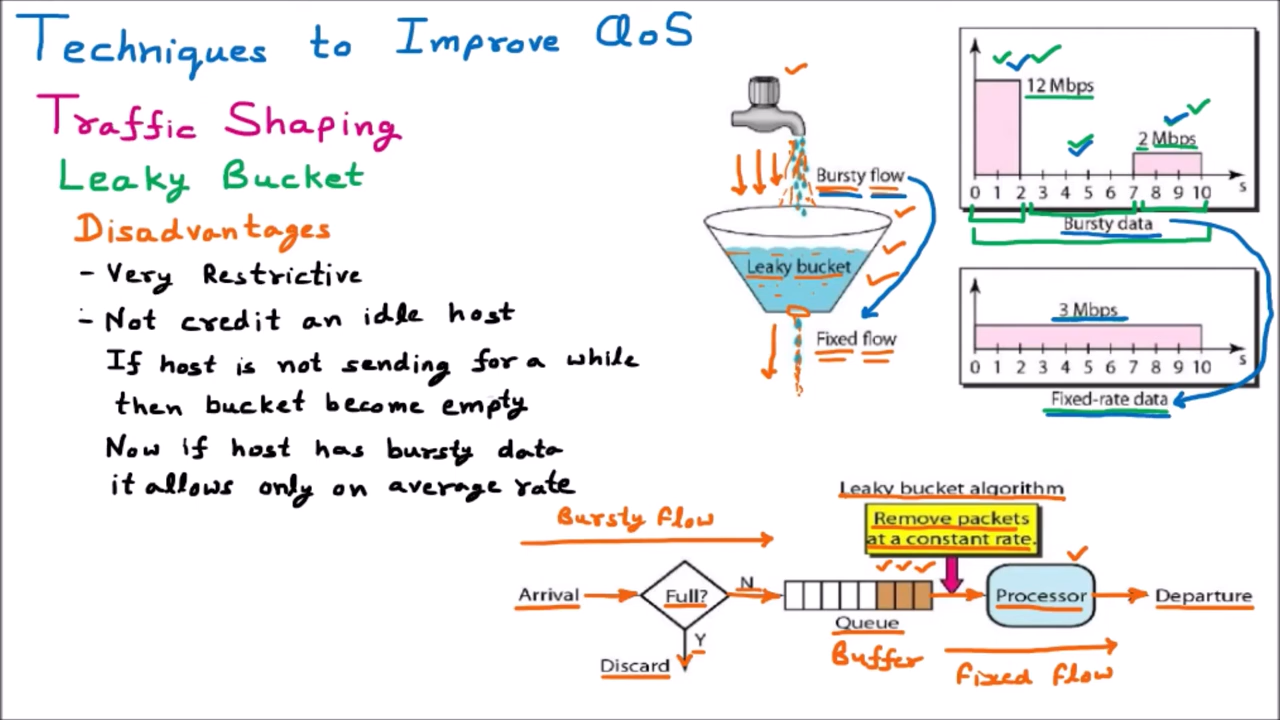 Techniques to Improve QoS
Traffic Shaping
Leaky Bucket
Disadvantages
- Very Restrictive
- Not credit an idle host
If host is not sending for a while
then bucket become empty
Now if host has bursty data
it allows only on average rate
Bursty flow
Leaky bucket
Fixed flow
12 Mbps
2 Mbps
0 1 2 3 4 5 6 7 8 9 10 s
Bursty data
3 Mbps
0 1 2 3 4 5 6 7 8 9 10 s
Fixed-rate data
Leaky bucket algorithm
Remove packets
at a constant rate.
Bursty Flow
Arrival
Full?
N
Y
Discard
Queue
Buffer
Processor
Departure
Fixed Flow